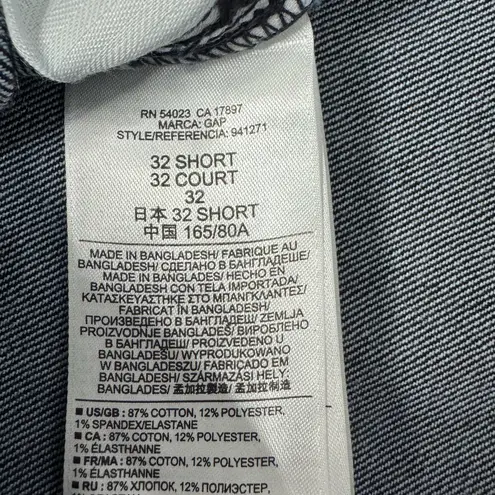 RN 54023 CA 17897
MARCA: GAP
STYLE/REFERENCIA: 941271
32 SHORT
32 COURT
32
日本 32 SHORT
中国 165/80A
MADE IN BANGLADESH/ FABRIQUE AU
BANGLADESH/ СДЕЛАНО В БАНГЛАДЕШЕ/
MADE IN BANGLADES/ HECHO EN
BANGLADESH CON TELA IMPORTADA/
ΚΑΤΑΣΚΕΥΑΣΤΗΚΕ ΣΤΟ ΜΠΑΝΓΚΛΑΝΤΕΣ/
FABRICAT ÎN BANGLADESH/
ПРОИЗВЕДЕНО В БАНГЛАДЕШ/ ZEMLJA
PROIZVODNJE BANGLADEŠ/ ВИРОБЛЕНО
В БАНГЛАДЕШ/ PROIZVEDENO U
BANGLADEŠU/ WYPRODUKOWANO
W BANGLADESZU/ FABRICADO EM
BANGLADESH/ SZÁRMAZÁSI HELY:
BANGLADES/ 孟加拉國製造/ 孟加拉制造
■ US/GB : 87% COTTON, 12% POLYESTER,
1% SPANDEX/ELASTANE
■ CA : 87% COTON, 12% POLYESTER,
1% ÉLASTHANNE
■ FR/MA : 87% COTON, 12% POLYESTER,
1% ÉLASTHANNE
■ RU : 87% ХЛОПОК, 12% ПОЛИЭСТЕР,